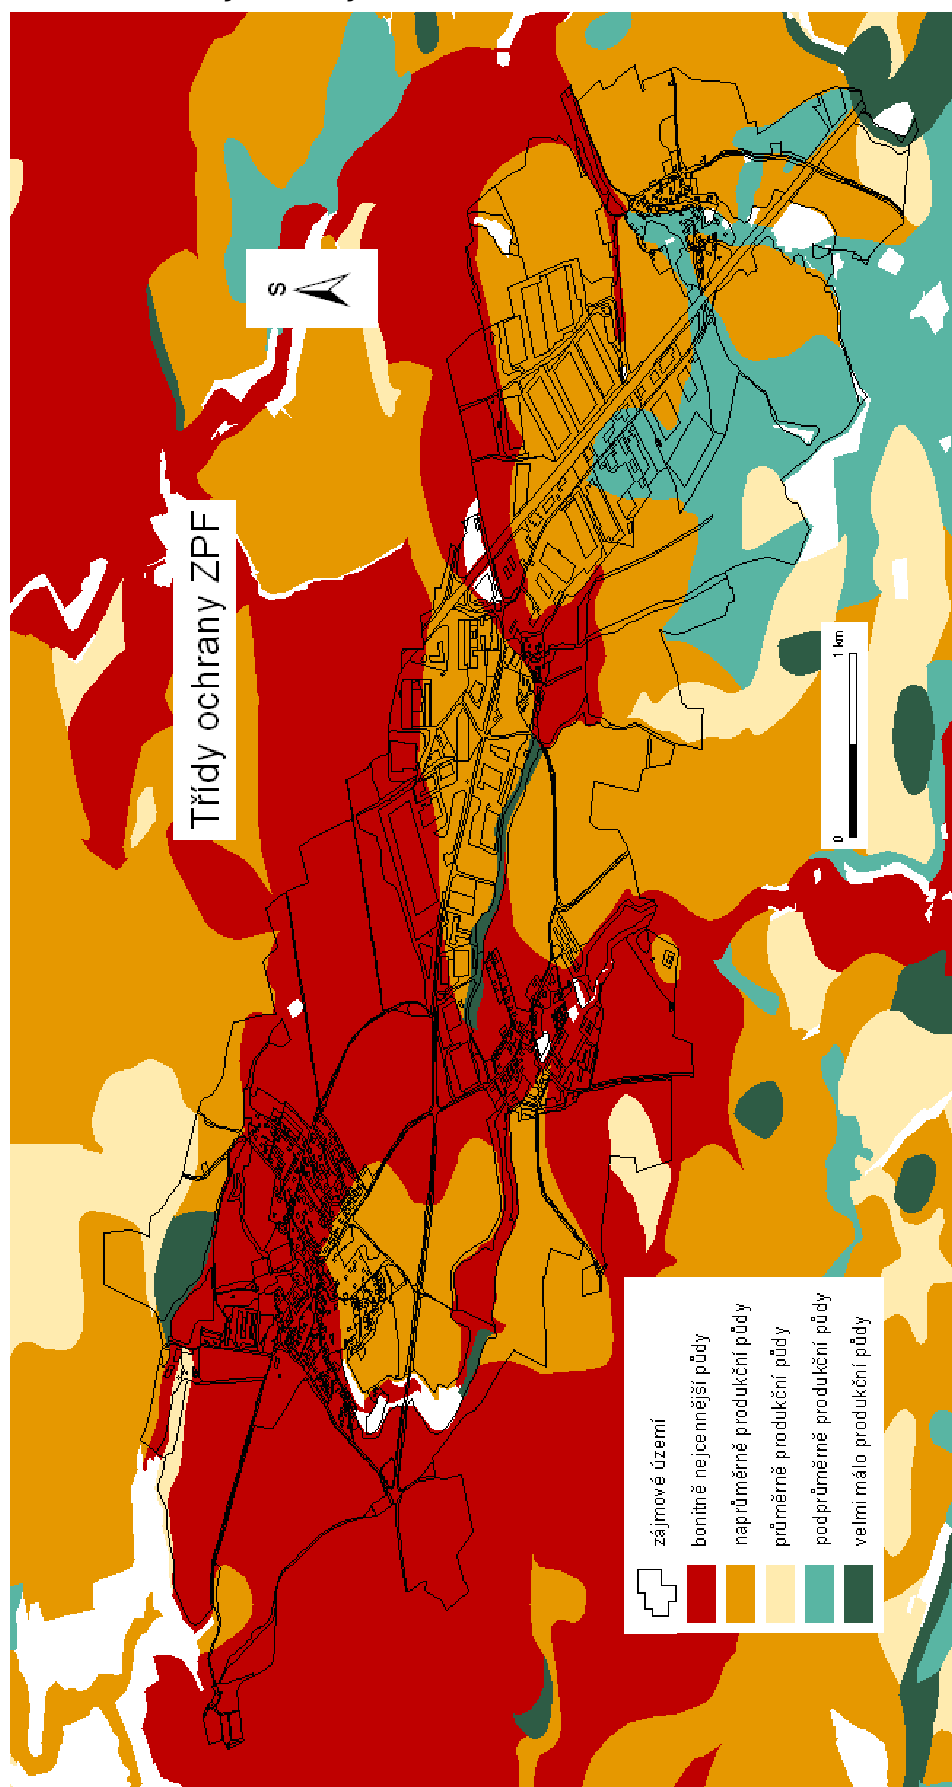 Třídy ochrany ZPF
S
0
1 km
zájmové území
bonitně nejcennější půdy
naprůměrně produkční půdy
průměrně produkční půdy
podprůměrně produkční půdy
velmi málo produkční půdy